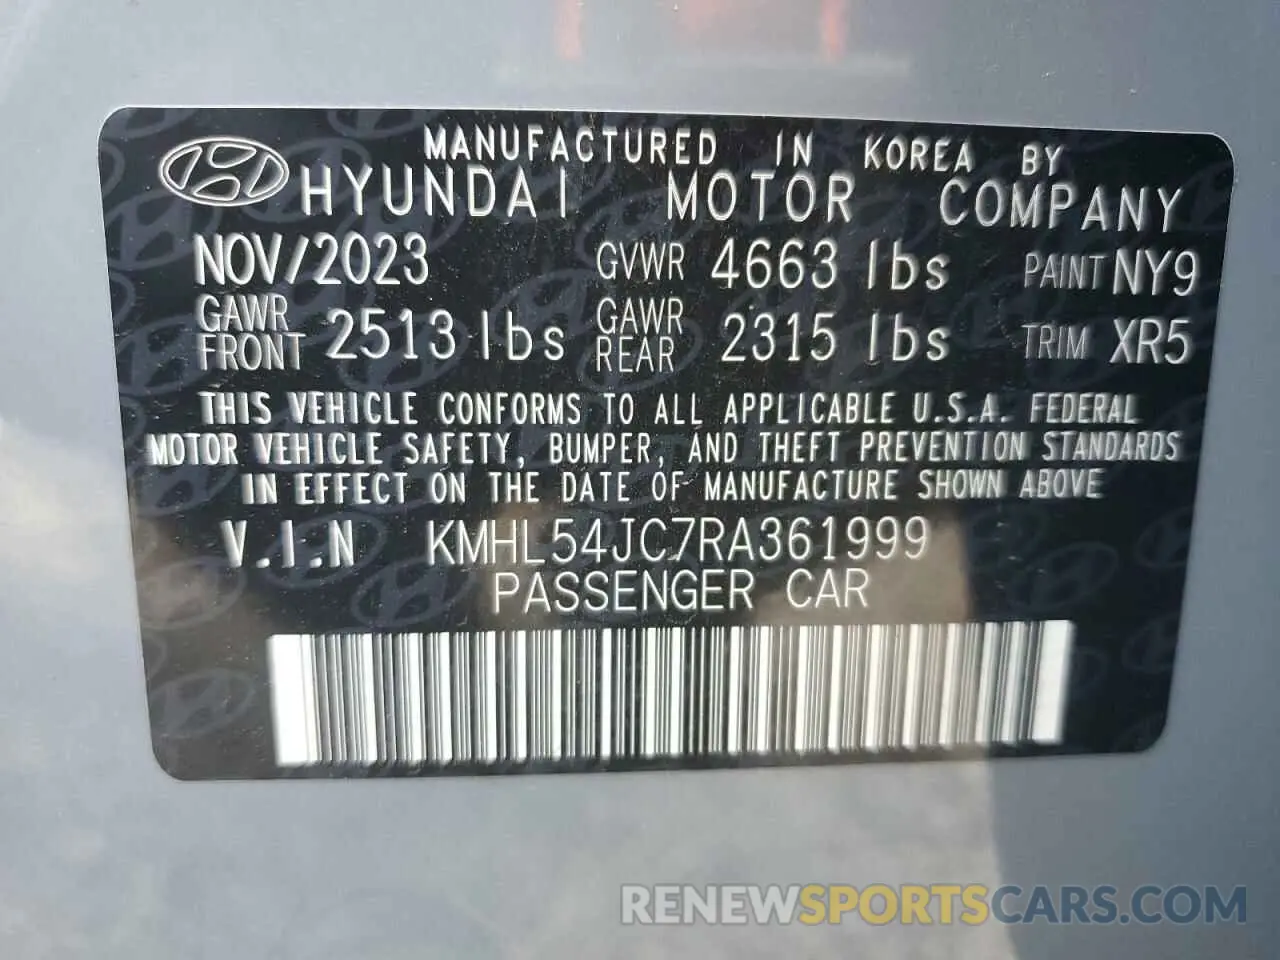 MANUFACTURED IN KOREA BY
HYUNDAI MOTOR COMPANY
NOV/2023 GVWR 4663 lbs PAINT NY9
GAWR FRONT 2513 lbs GAWR REAR 2315 lbs TRIM XR5
THIS VEHICLE CONFORMS TO ALL APPLICABLE U.S.A. FEDERAL
MOTOR VEHICLE SAFETY, BUMPER, AND THEFT PREVENTION STANDARDS
IN EFFECT ON THE DATE OF MANUFACTURE SHOWN ABOVE
V.I.N KMHL54JC7RA361999
PASSENGER CAR
RENEWSPORTSCARS.COM